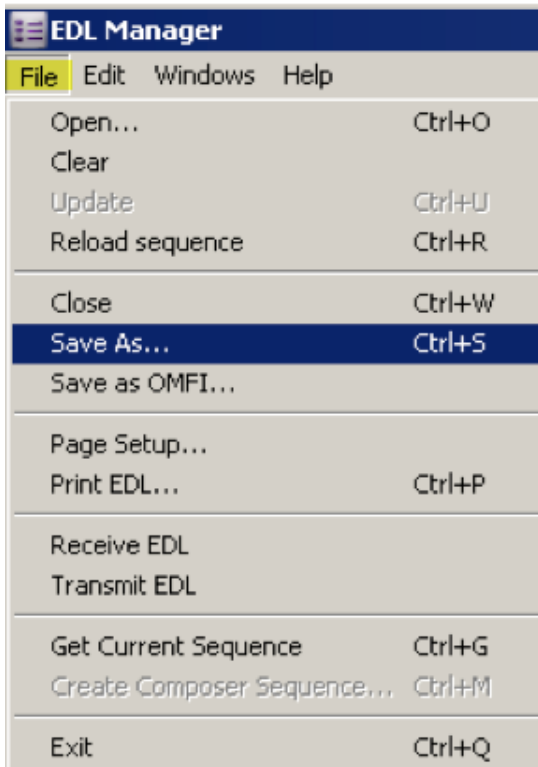 EDL Manager
File Edit Windows Help
Open... Ctrl+O
Clear
Update Ctrl+U
Reload sequence Ctrl+R
Close Ctrl+W
Save As... Ctrl+S
Save as OMFI...
Page Setup...
Print EDL... Ctrl+P
Receive EDL
Transmit EDL
Get Current Sequence Ctrl+G
Create Composer Sequence... Ctrl+M
Exit Ctrl+Q